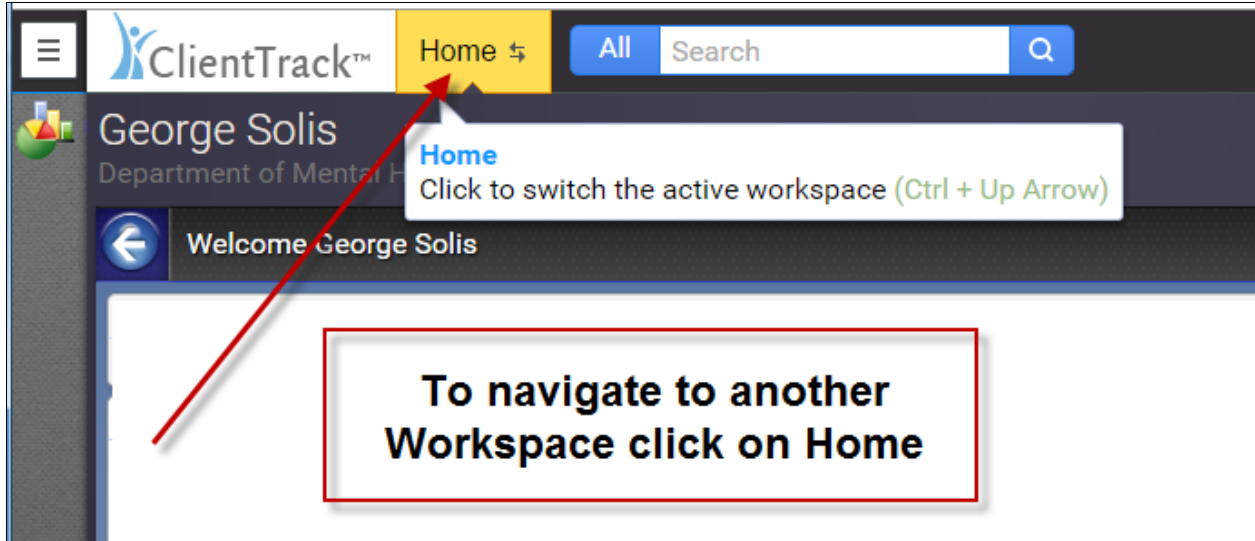 ClientTrack™
Home
All
Search
George Solis
Department of Mental H
Home
Click to switch the active workspace (Ctrl + Up Arrow)
Welcome George Solis
To navigate to another
Workspace click on Home